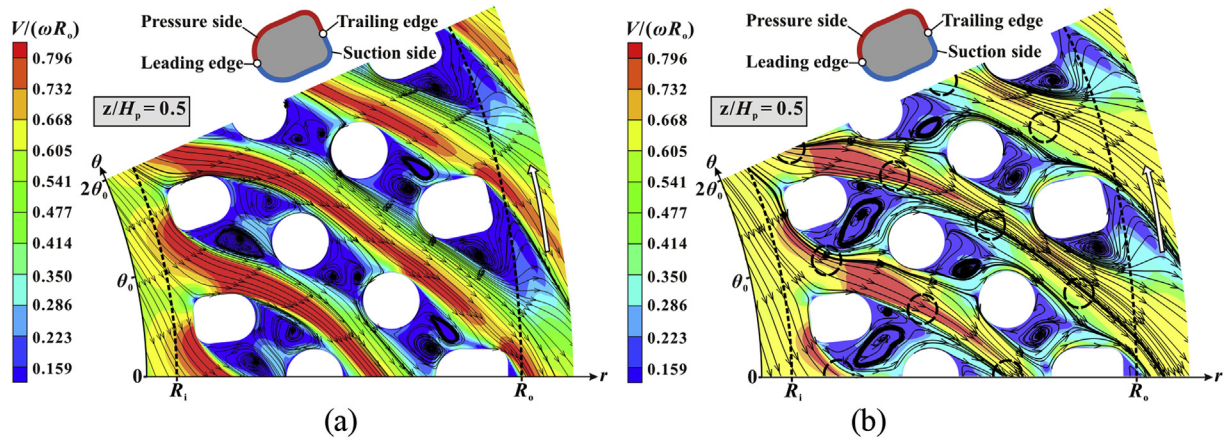 V/(ωRₒ)
0.796
0.732
0.668
0.605
0.541
0.477
0.414
0.350
0.286
0.223
0.159
Pressure side
Trailing edge
Leading edge
Suction side
z/Hₚ = 0.5
θ
2θ₀
θ₀
0
Rᵢ
Rₒ
r
(a)
V/(ωRₒ)
0.796
0.732
0.668
0.605
0.541
0.477
0.414
0.350
0.286
0.223
0.159
Pressure side
Trailing edge
Leading edge
Suction side
z/Hₚ = 0.5
θ
2θ₀
θ₀
0
Rᵢ
Rₒ
r
(b)